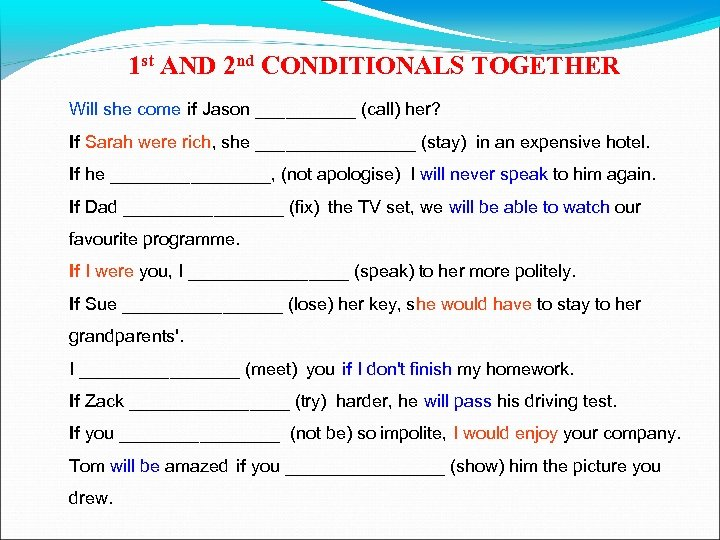 1 st AND 2 nd CONDITIONALS TOGETHER
Will she come if Jason __________ (call) her?
If Sarah were rich, she ________________ (stay) in an expensive hotel.
If he ________________, (not apologise) I will never speak to him again.
If Dad ________________ (fix) the TV set, we will be able to watch our
favourite programme.
If I were you, I ________________ (speak) to her more politely.
If Sue ________________ (lose) her key, she would have to stay to her
grandparents'.
I ________________ (meet) you if I don't finish my homework.
If Zack ________________ (try) harder, he will pass his driving test.
If you ________________ (not be) so impolite, I would enjoy your company.
Tom will be amazed if you ________________ (show) him the picture you
drew.